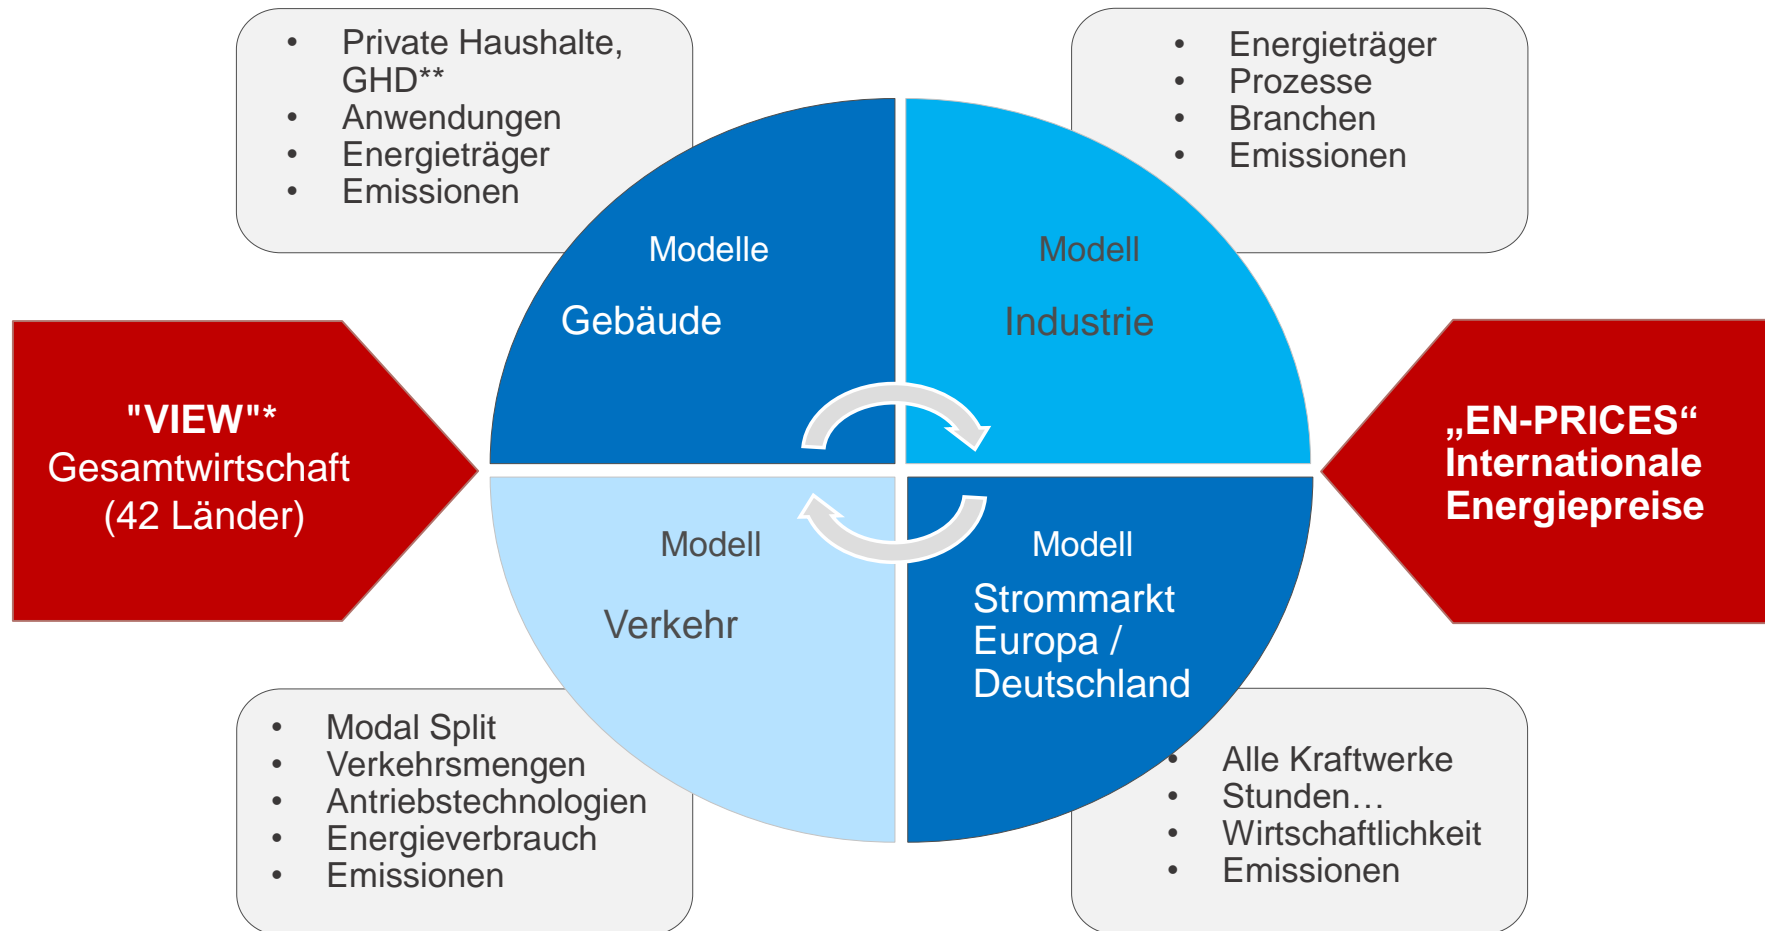 • Private Haushalte,
GHD**
• Anwendungen
• Energieträger
• Emissionen
• Energieträger
• Prozesse
• Branchen
• Emissionen
Modelle
Gebäude
Modell
Industrie
"VIEW"*
Gesamtwirtschaft
(42 Länder)
„EN-PRICES“
Internationale
Energiepreise
Modell
Verkehr
Modell
Strommarkt
Europa /
Deutschland
• Modal Split
• Verkehrsmengen
• Antriebstechnologien
• Energieverbrauch
• Emissionen
• Alle Kraftwerke
• Stunden…
• Wirtschaftlichkeit
• Emissionen